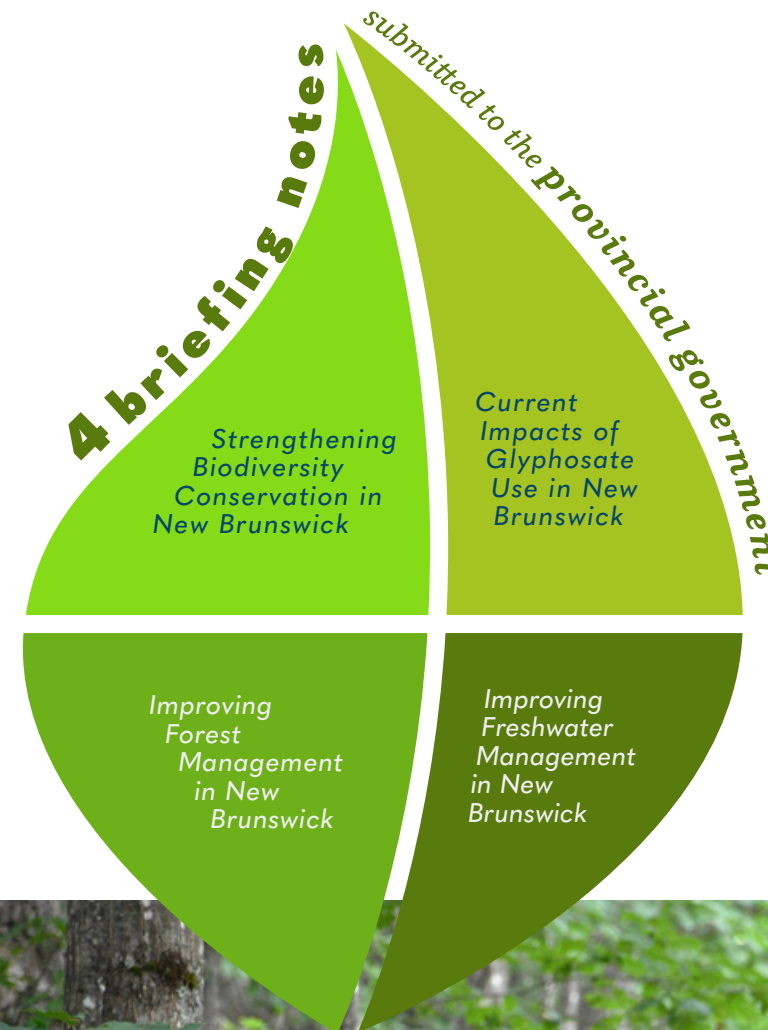 4 briefing notes
submitted to the provincial government
Strengthening
Biodiversity
Conservation in
New Brunswick
Current
Impacts of
Glyphosate
Use in New
Brunswick
Improving
Forest
Management
in New
Brunswick
Improving
Freshwater
Management
in New
Brunswick